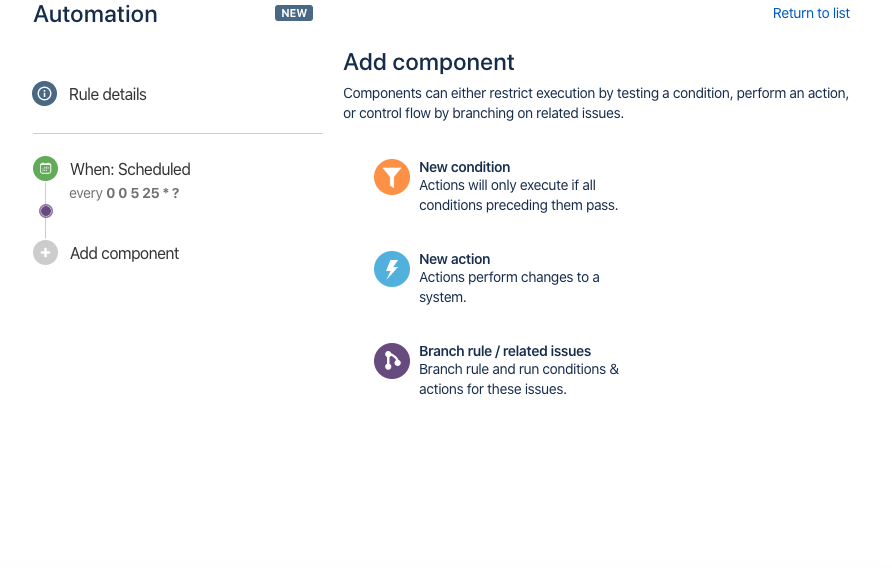 Automation
NEW
Return to list
Rule details
When: Scheduled
every 0 0 5 25 * ?
Add component
Add component
Components can either restrict execution by testing a condition, perform an action,
or control flow by branching on related issues.
New condition
Actions will only execute if all
conditions preceding them pass.
New action
Actions perform changes to a
system.
Branch rule / related issues
Branch rule and run conditions &
actions for these issues.